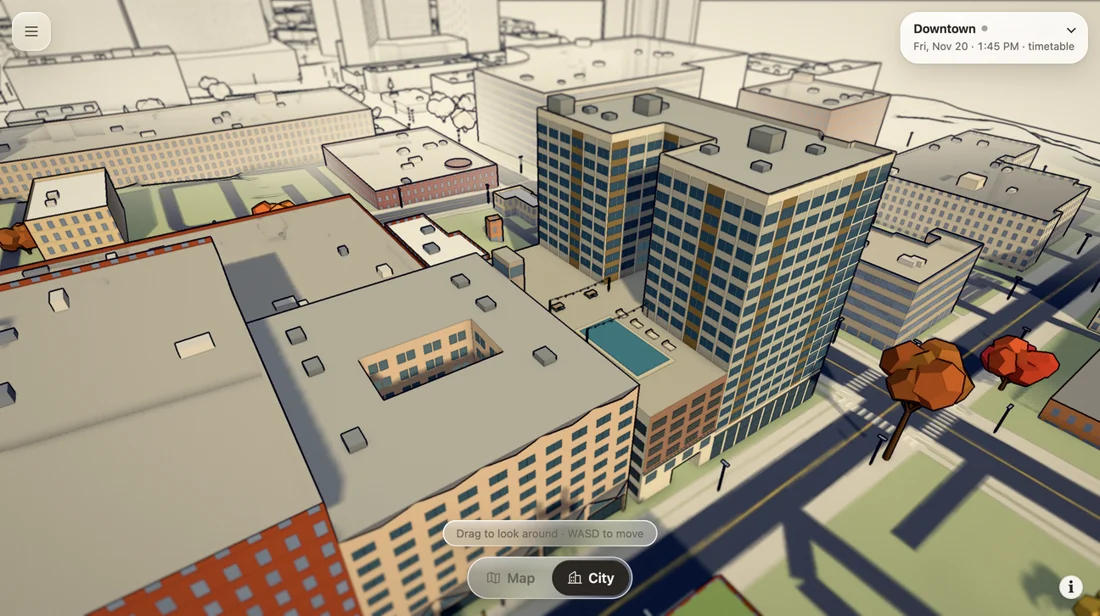 Downtown
Fri, Nov 20 · 1:45 PM · timetable
Drag to look around · WASD to move
Map
City
i